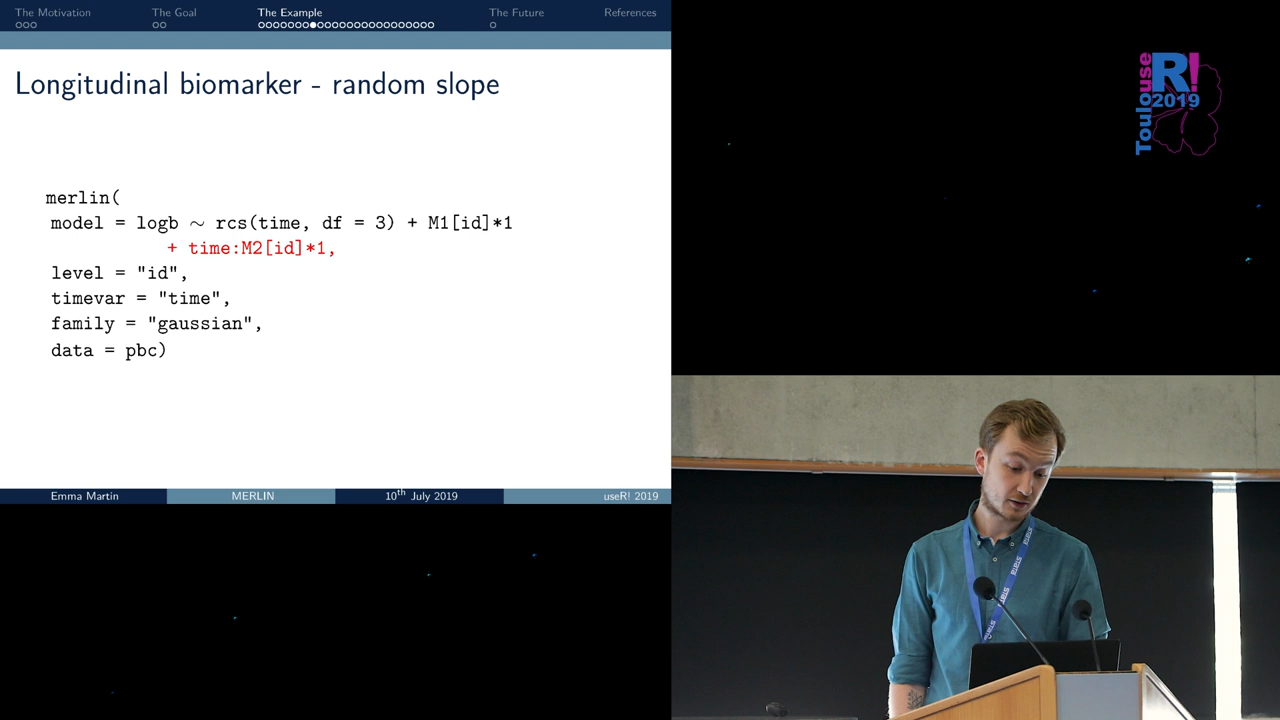 The Motivation The Goal The Example The Future References
Longitudinal biomarker - random slope
merlin(
model = logb ∼ rcs(time, df = 3) + M1[id]*1
+ time:M2[id]*1,
level = "id",
timevar = "time",
family = "gaussian",
data = pbc)
Emma Martin MERLIN 10th July 2019 useR! 2019
Toulouse
R!
2019